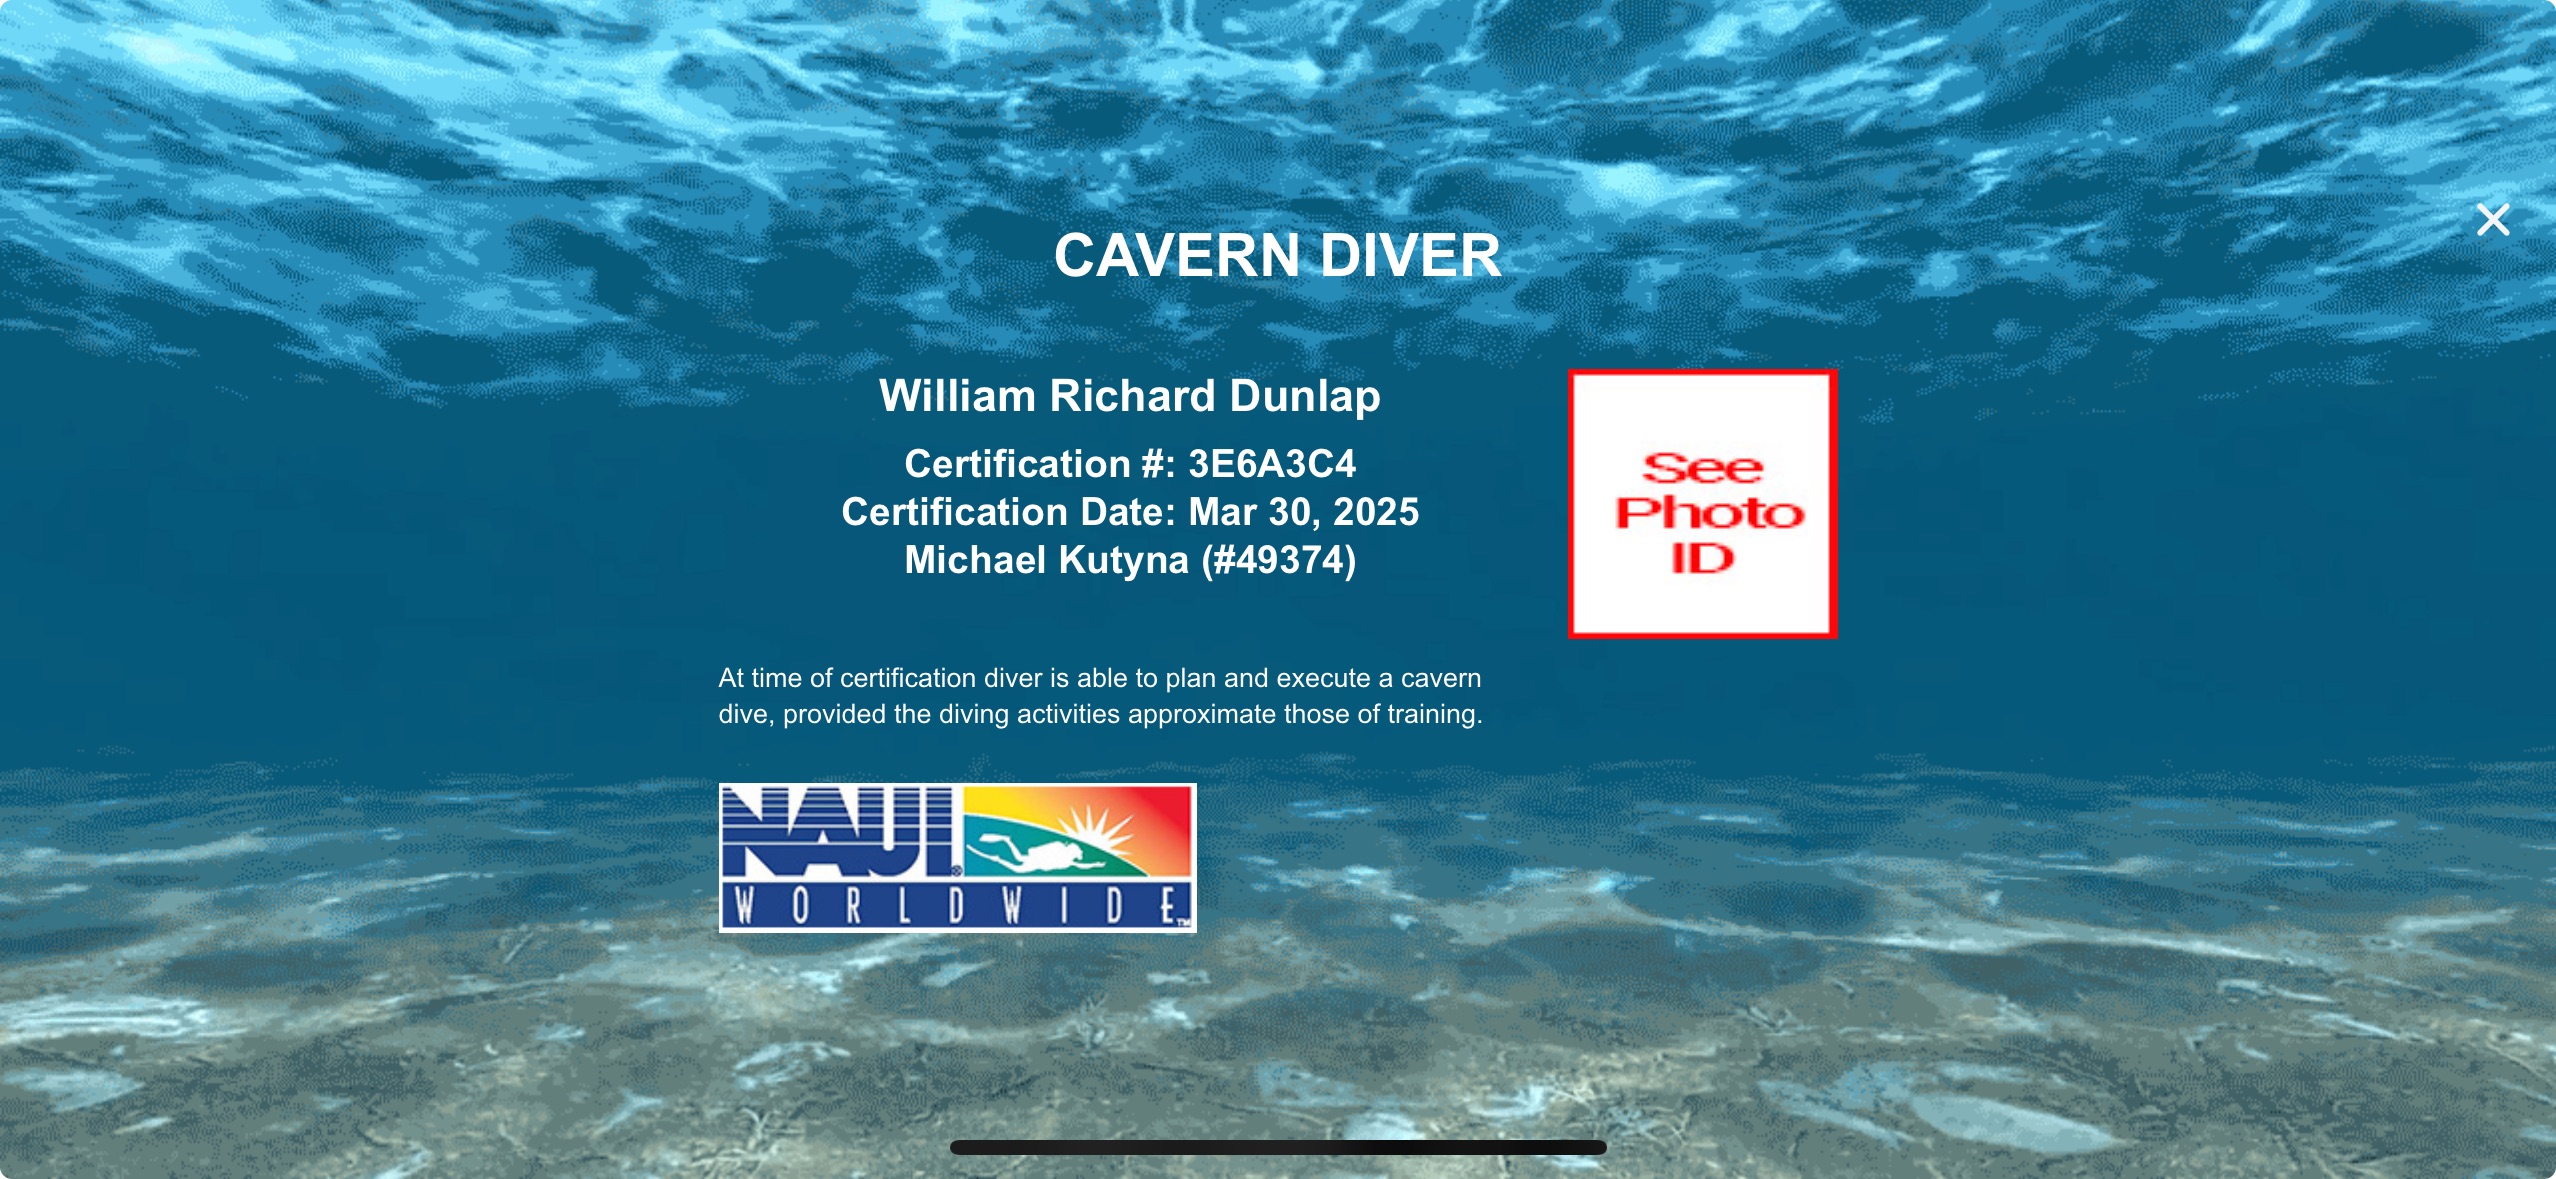 CAVERN DIVER
William Richard Dunlap
Certification #: 3E6A3C4
Certification Date: Mar 30, 2025
Michael Kutyna (#49374)
See
Photo
ID
At time of certification diver is able to plan and execute a cavern
dive, provided the diving activities approximate those of training.
NAUI®
WORLDWIDE™